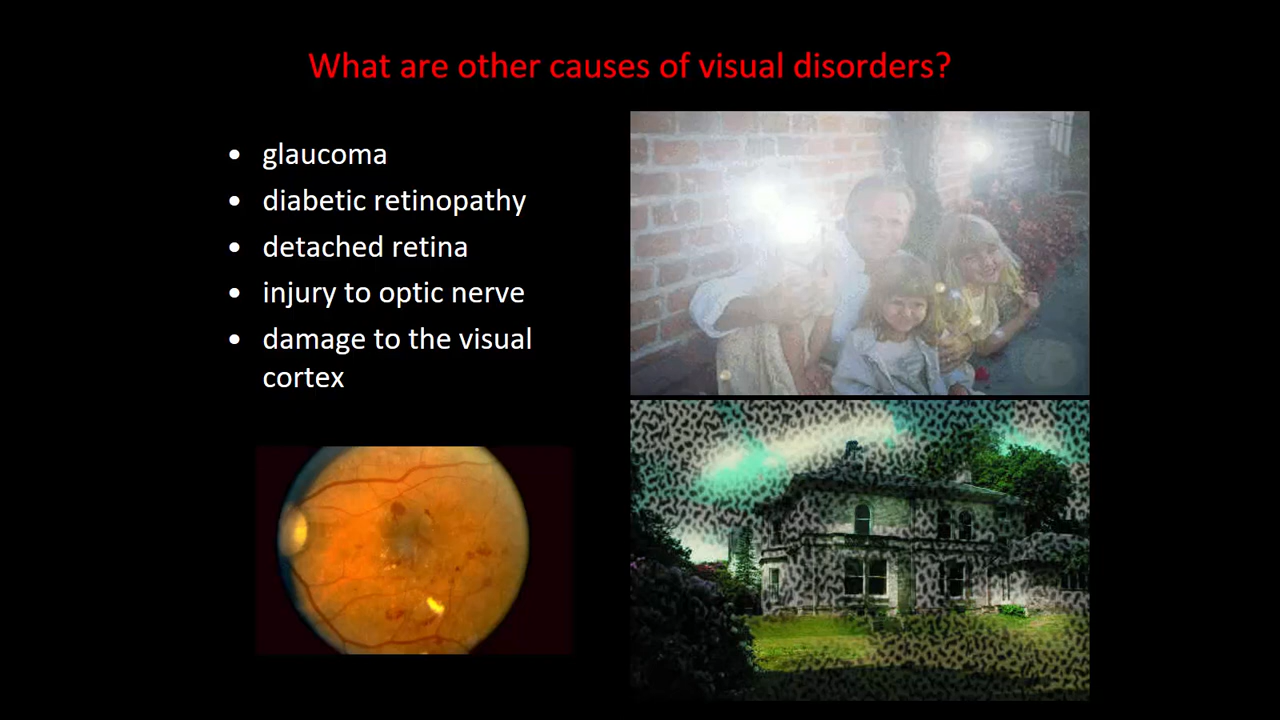 What are other causes of visual disorders?
• glaucoma
• diabetic retinopathy
• detached retina
• injury to optic nerve
• damage to the visual
cortex